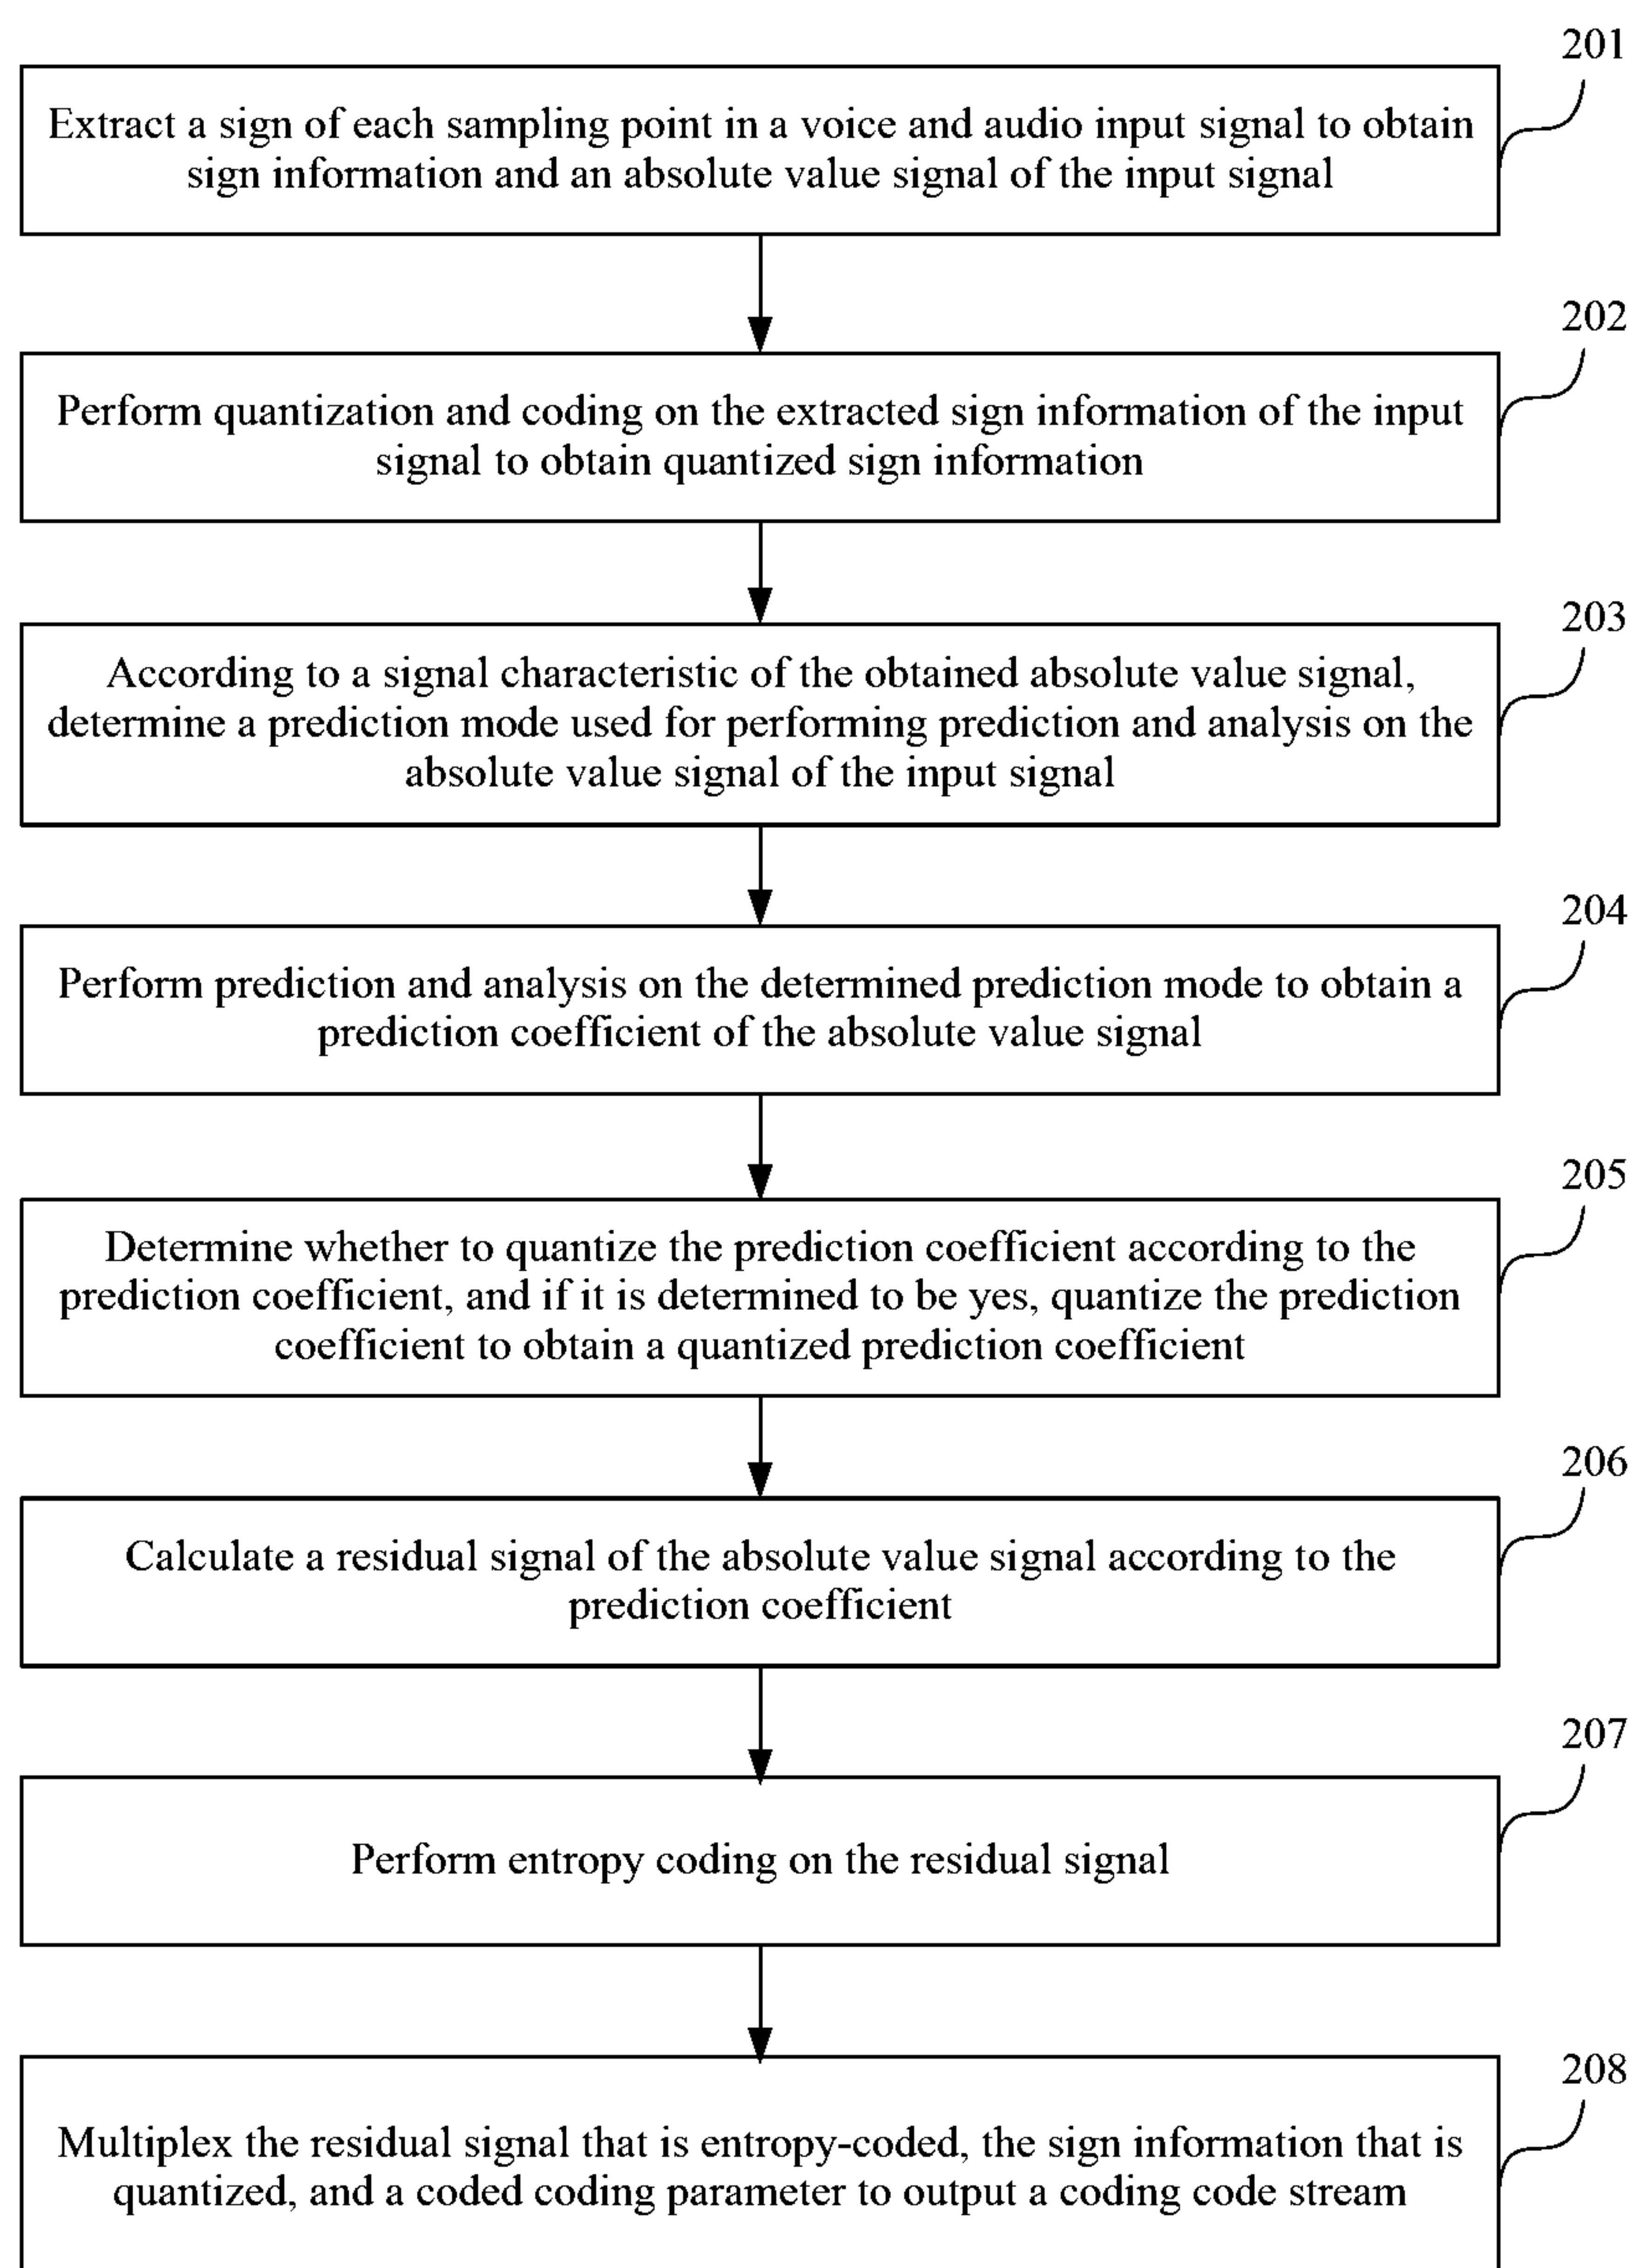 201
Extract a sign of each sampling point in a voice and audio input signal to obtain
sign information and an absolute value signal of the input signal
202
Perform quantization and coding on the extracted sign information of the input
signal to obtain quantized sign information
203
According to a signal characteristic of the obtained absolute value signal,
determine a prediction mode used for performing prediction and analysis on the
absolute value signal of the input signal
204
Perform prediction and analysis on the determined prediction mode to obtain a
prediction coefficient of the absolute value signal
205
Determine whether to quantize the prediction coefficient according to the
prediction coefficient, and if it is determined to be yes, quantize the prediction
coefficient to obtain a quantized prediction coefficient
206
Calculate a residual signal of the absolute value signal according to the
prediction coefficient
207
Perform entropy coding on the residual signal
208
Multiplex the residual signal that is entropy-coded, the sign information that is
quantized, and a coded coding parameter to output a coding code stream